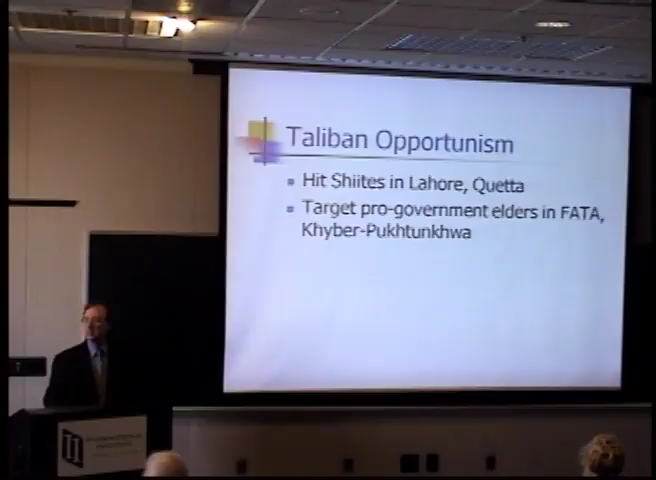 Taliban Opportunism
Hit Shiites in Lahore, Quetta
Target pro-government elders in FATA,
Khyber-Pukhtunkhwa